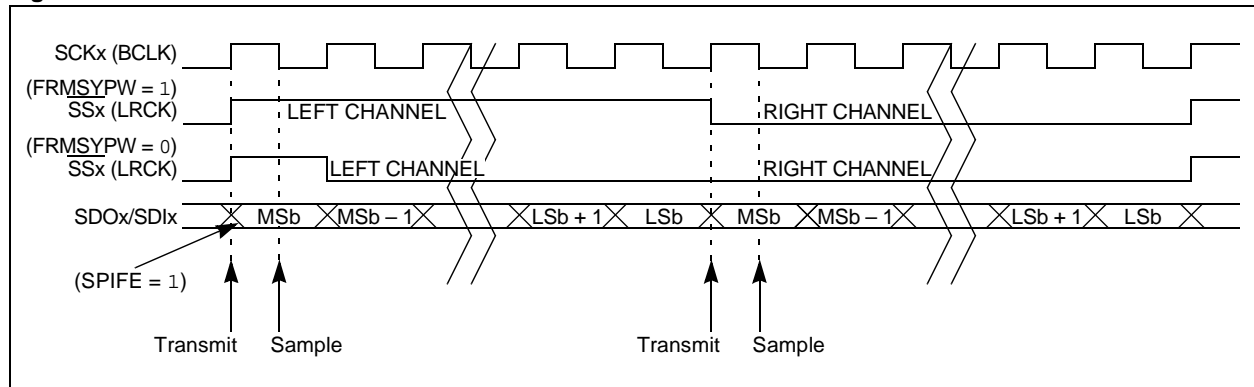 SCKx (BCLK)
(FRMSYPW = 1)
SSx (LRCK)
LEFT CHANNEL
RIGHT CHANNEL
(FRMSYPW = 0)
SSx (LRCK)
LEFT CHANNEL
RIGHT CHANNEL
SDOx/SDIx
MSb
MSb – 1
LSb + 1
LSb
MSb
MSb – 1
LSb + 1
LSb
(SPIFE = 1)
Transmit
Sample
Transmit
Sample